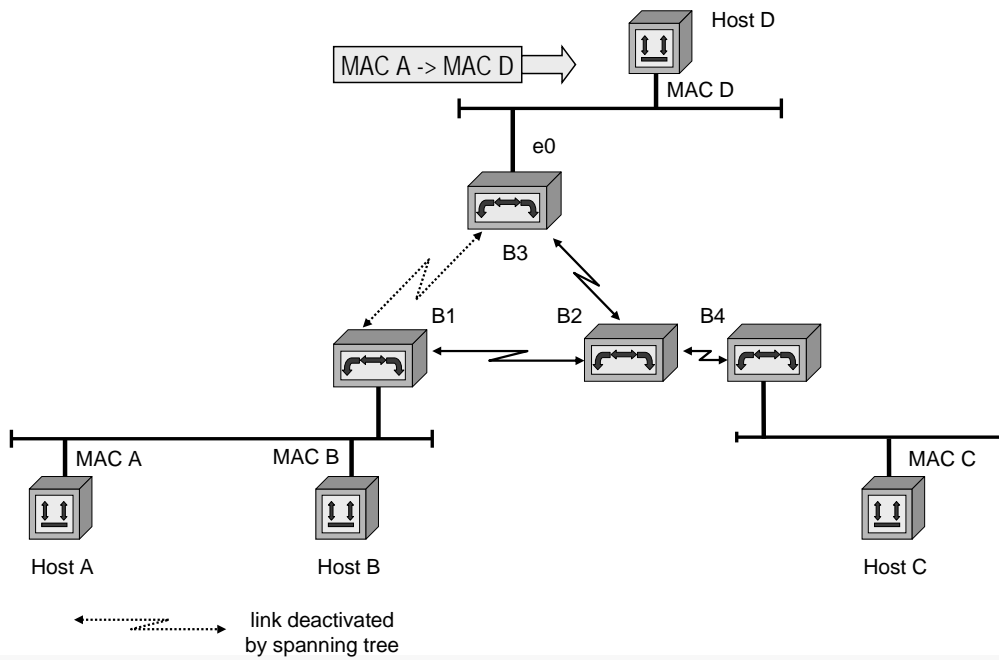 Host D
MAC A -> MAC D
MAC D
e0
B3
B1
B2
B4
MAC A
MAC B
MAC C
Host A
Host B
Host C
link deactivated
by spanning tree